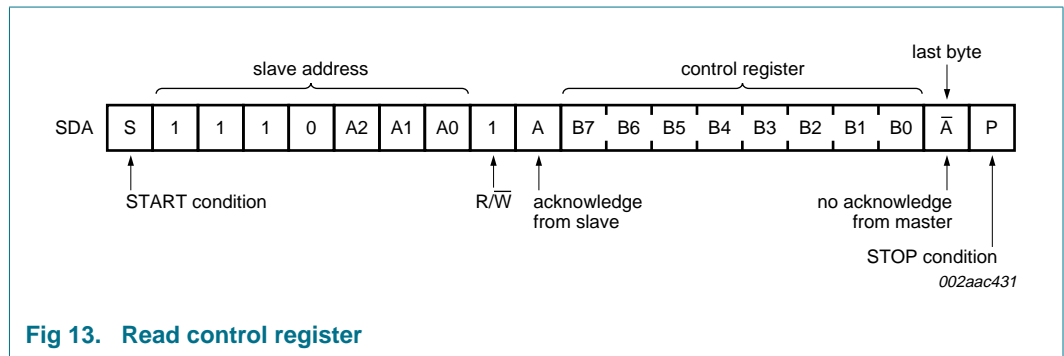 last byte
slave address control register
SDA S 1 1 1 0 A2 A1 A0 1 A B7 B6 B5 B4 B3 B2 B1 B0 A̅ P
START condition R/W̅ acknowledge from slave no acknowledge from master
STOP condition
002aac431
Fig 13. Read control register